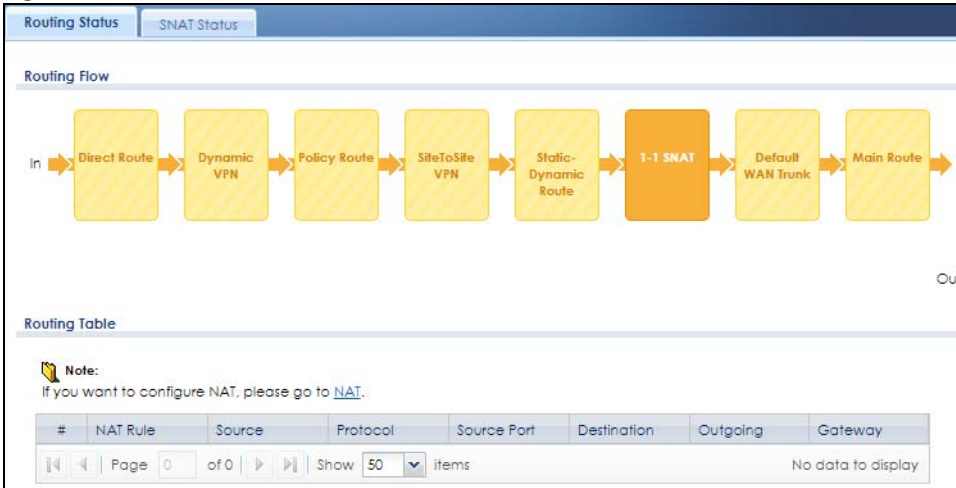 Routing Status
SNAT Status
Routing Flow
In
Direct Route
Dynamic
VPN
Policy Route
SiteToSite
VPN
Static-
Dynamic
Route
1-1 SNAT
Default
WAN Trunk
Main Route
Ou
Routing Table
Note:
If you want to configure NAT, please go to NAT.
# NAT Rule Source Protocol Source Port Destination Outgoing Gateway
Page 0 of 0 Show 50 items No data to display